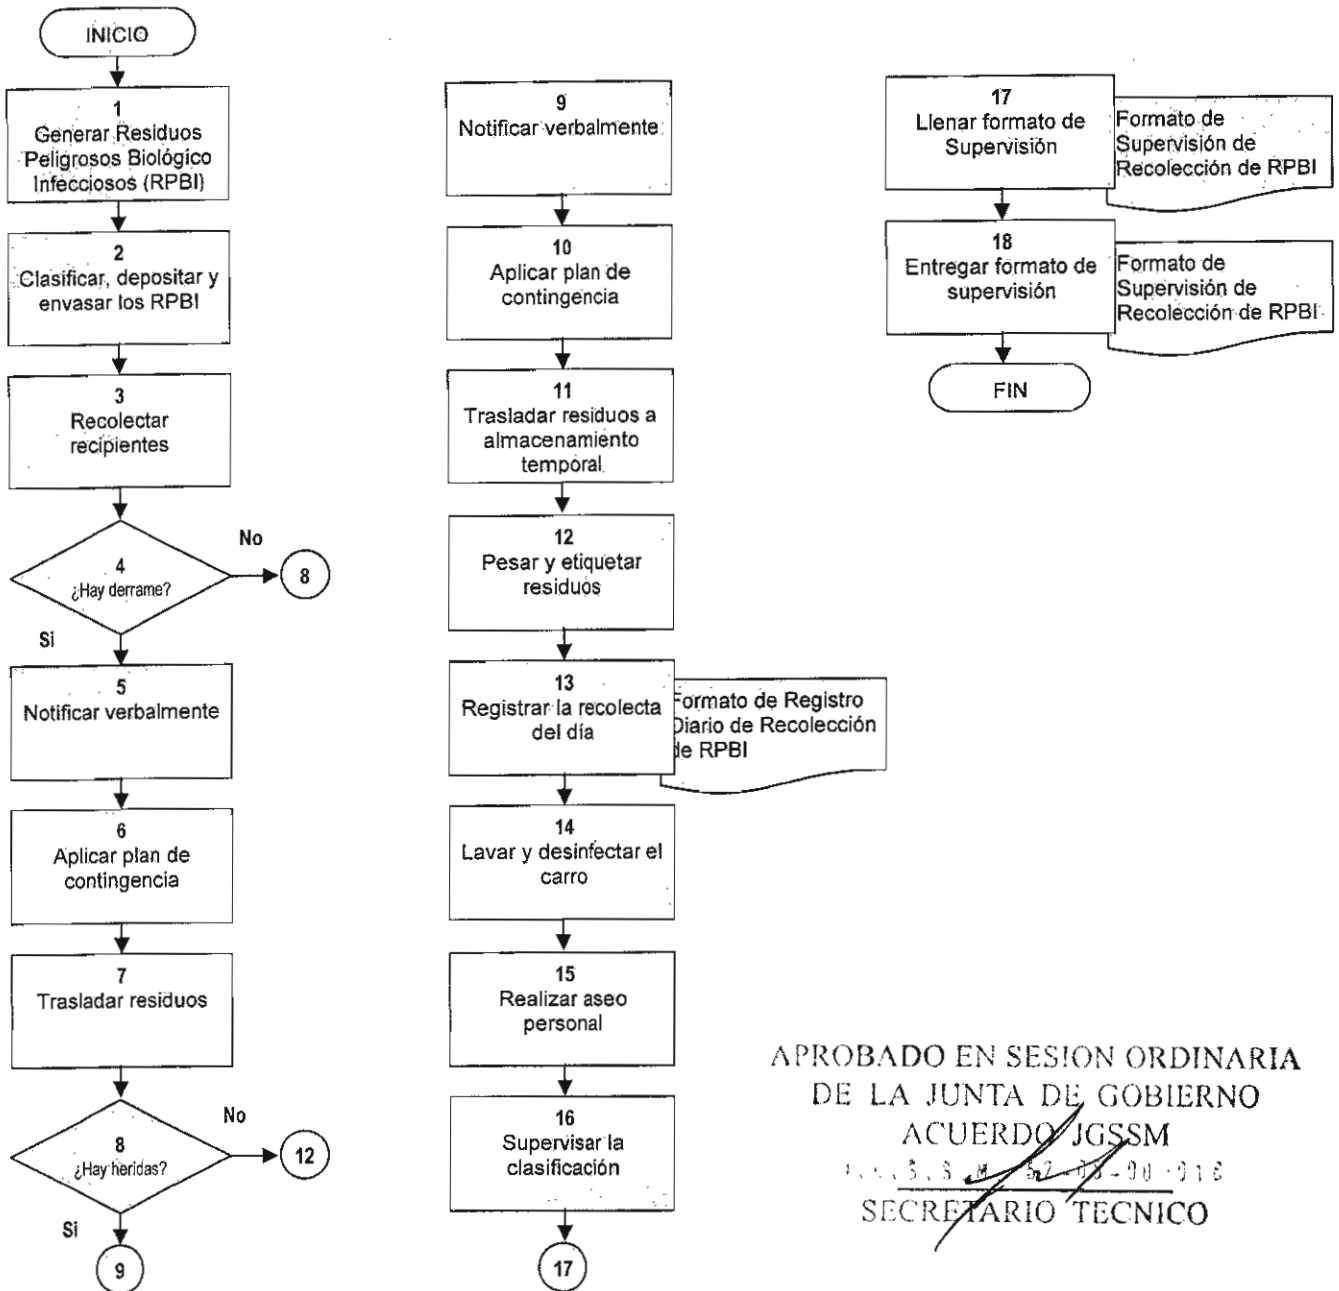 INICIO
1
Generar Residuos
Peligrosos Biológico
Infecciosos (RPBI)
2
Clasificar, depositar y
envasar los RPBI
3
Recolectar
recipientes
4
¿Hay derrame?
No
8
Si
5
Notificar verbalmente
6
Aplicar plan de
contingencia
7
Trasladar residuos
8
¿Hay heridas?
No
12
Si
9
9
Notificar verbalmente
10
Aplicar plan de
contingencia
11
Trasladar residuos a
almacenamiento
temporal
12
Pesar y etiquetar
residuos
13
Registrar la recolecta
del día
Formato de Registro
Diario de Recolección
de RPBI
14
Lavar y desinfectar el
carro
15
Realizar aseo
personal
16
Supervisar la
clasificación
17
17
Llenar formato de
Supervisión
Formato de
Supervisión de
Recolección de RPBI
18
Entregar formato de
supervisión
Formato de
Supervisión de
Recolección de RPBI
FIN
APROBADO EN SESION ORDINARIA
DE LA JUNTA DE GOBIERNO
ACUERDO JGSSM
SECRETARIO TECNICO